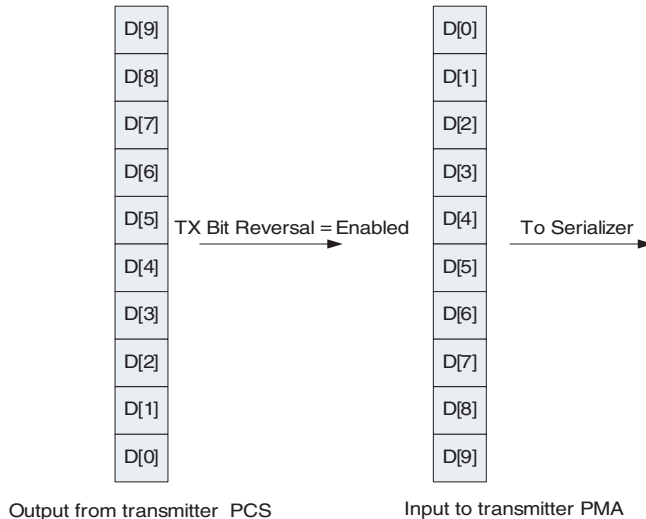 D[9]
D[8]
D[7]
D[6]
D[5]
D[4]
D[3]
D[2]
D[1]
D[0]
TX Bit Reversal = Enabled
D[0]
D[1]
D[2]
D[3]
D[4]
D[5]
D[6]
D[7]
D[8]
D[9]
To Serializer
Output from transmitter PCS
Input to transmitter PMA